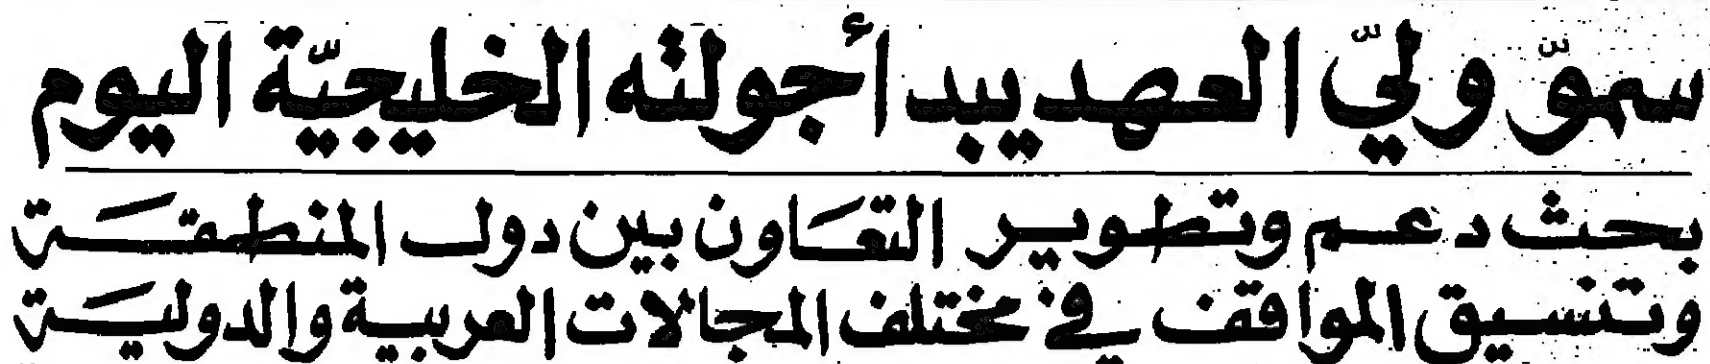 سموّ وليّ العهد يبدأ جولته الخليجيّة اليوم
بحث دعم وتطوير التعاون بين دول المنطقة
وتنسيق المواقف في مختلف المجالات العربية والدولية